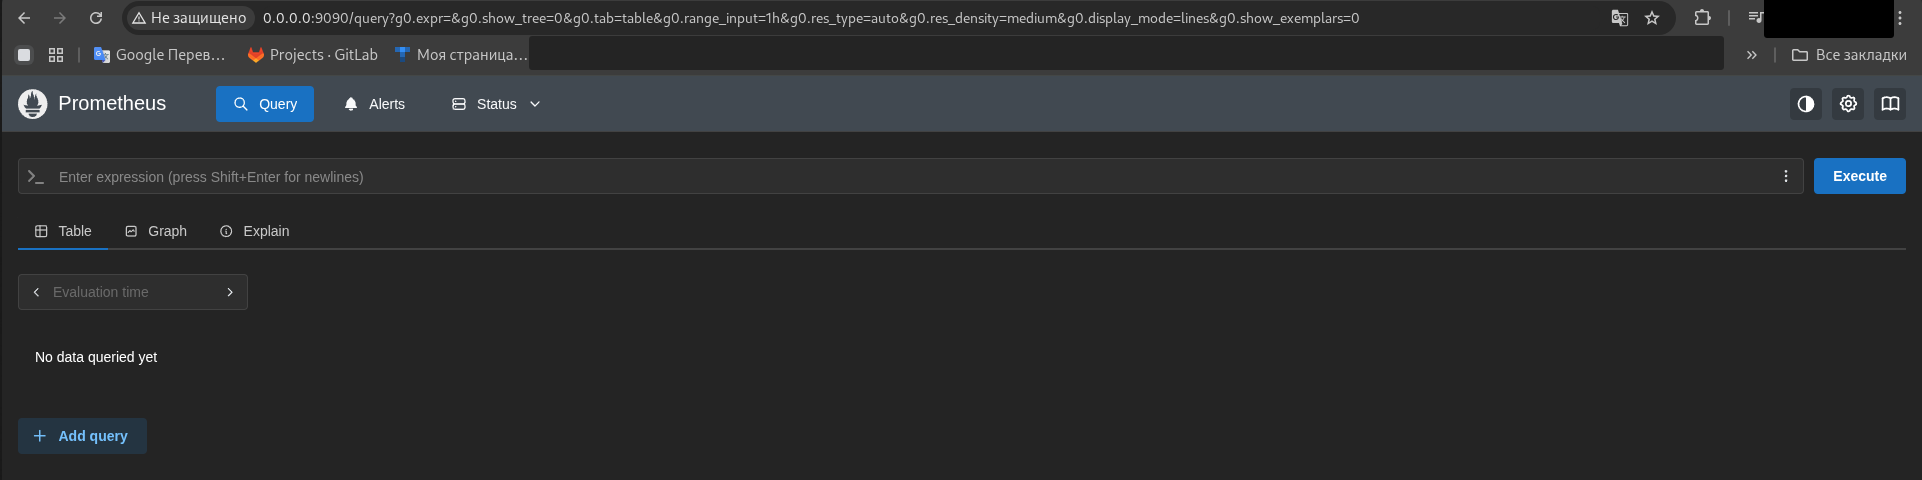 Не защищено 0.0.0.0:9090/query?g0.expr=&g0.show_tree=0&g0.tab=table&g0.range_input=1h&g0.res_type=auto&g0.res_density=medium&g0.display_mode=lines&g0.show_exemplars=0
Google Перев... Projects · GitLab Моя страница... » Все закладки
Prometheus Query Alerts Status
Enter expression (press Shift+Enter for newlines) Execute
Table Graph Explain
Evaluation time
No data queried yet
Add query